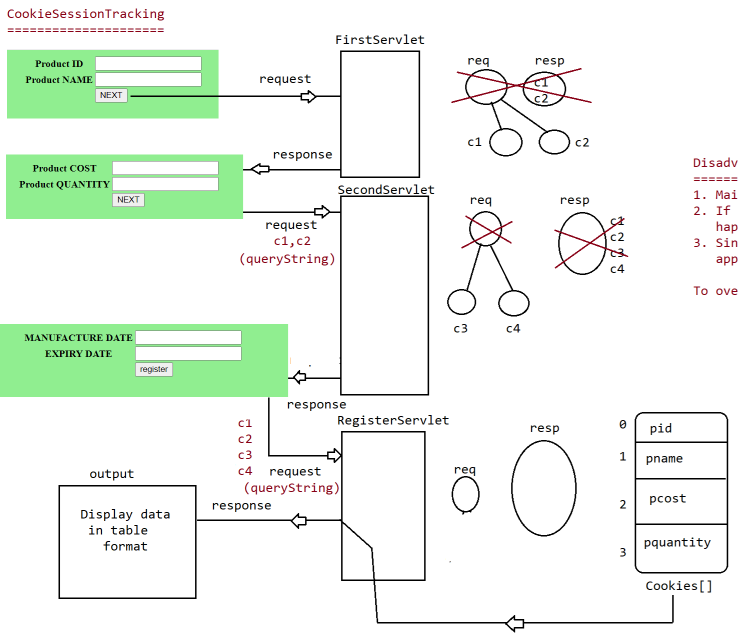 CookieSessionTracking
=====================
FirstServlet
Product ID
Product NAME
NEXT
request
req
resp
c1
c2
c1
c2
response
Product COST
Product QUANTITY
NEXT
SecondServlet
request
c1,c2
(queryString)
req
resp
c1
c2
c3
c4
c3
c4
Disadv
======
1. Mai
2. If
hap
3. Sin
app
To ove
MANUFACTURE DATE
EXPIRY DATE
register
response
RegisterServlet
c1
c2
c3
c4
request
(queryString)
req
resp
0
pid
1
pname
2
pcost
3
pquantity
Cookies[]
output
response
Display data
in table
format